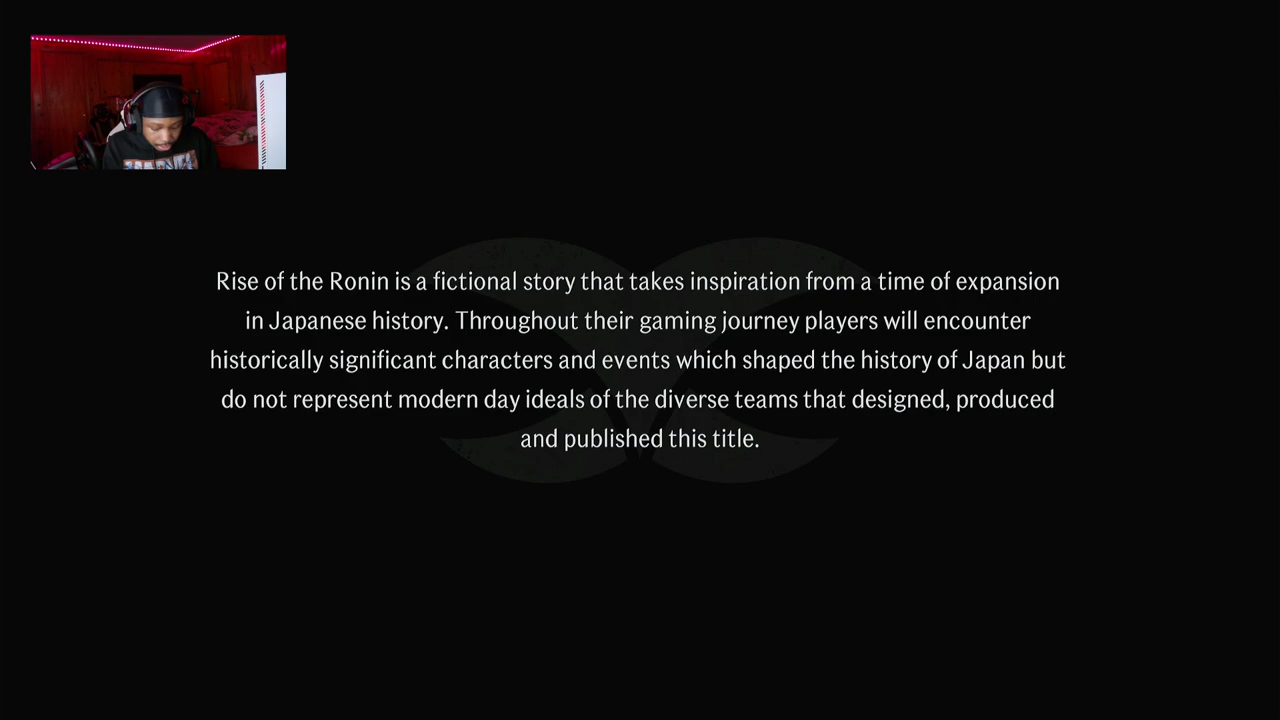 Rise of the Ronin is a fictional story that takes inspiration from a time of expansion
in Japanese history. Throughout their gaming journey players will encounter
historically significant characters and events which shaped the history of Japan but
do not represent modern day ideals of the diverse teams that designed, produced
and published this title.